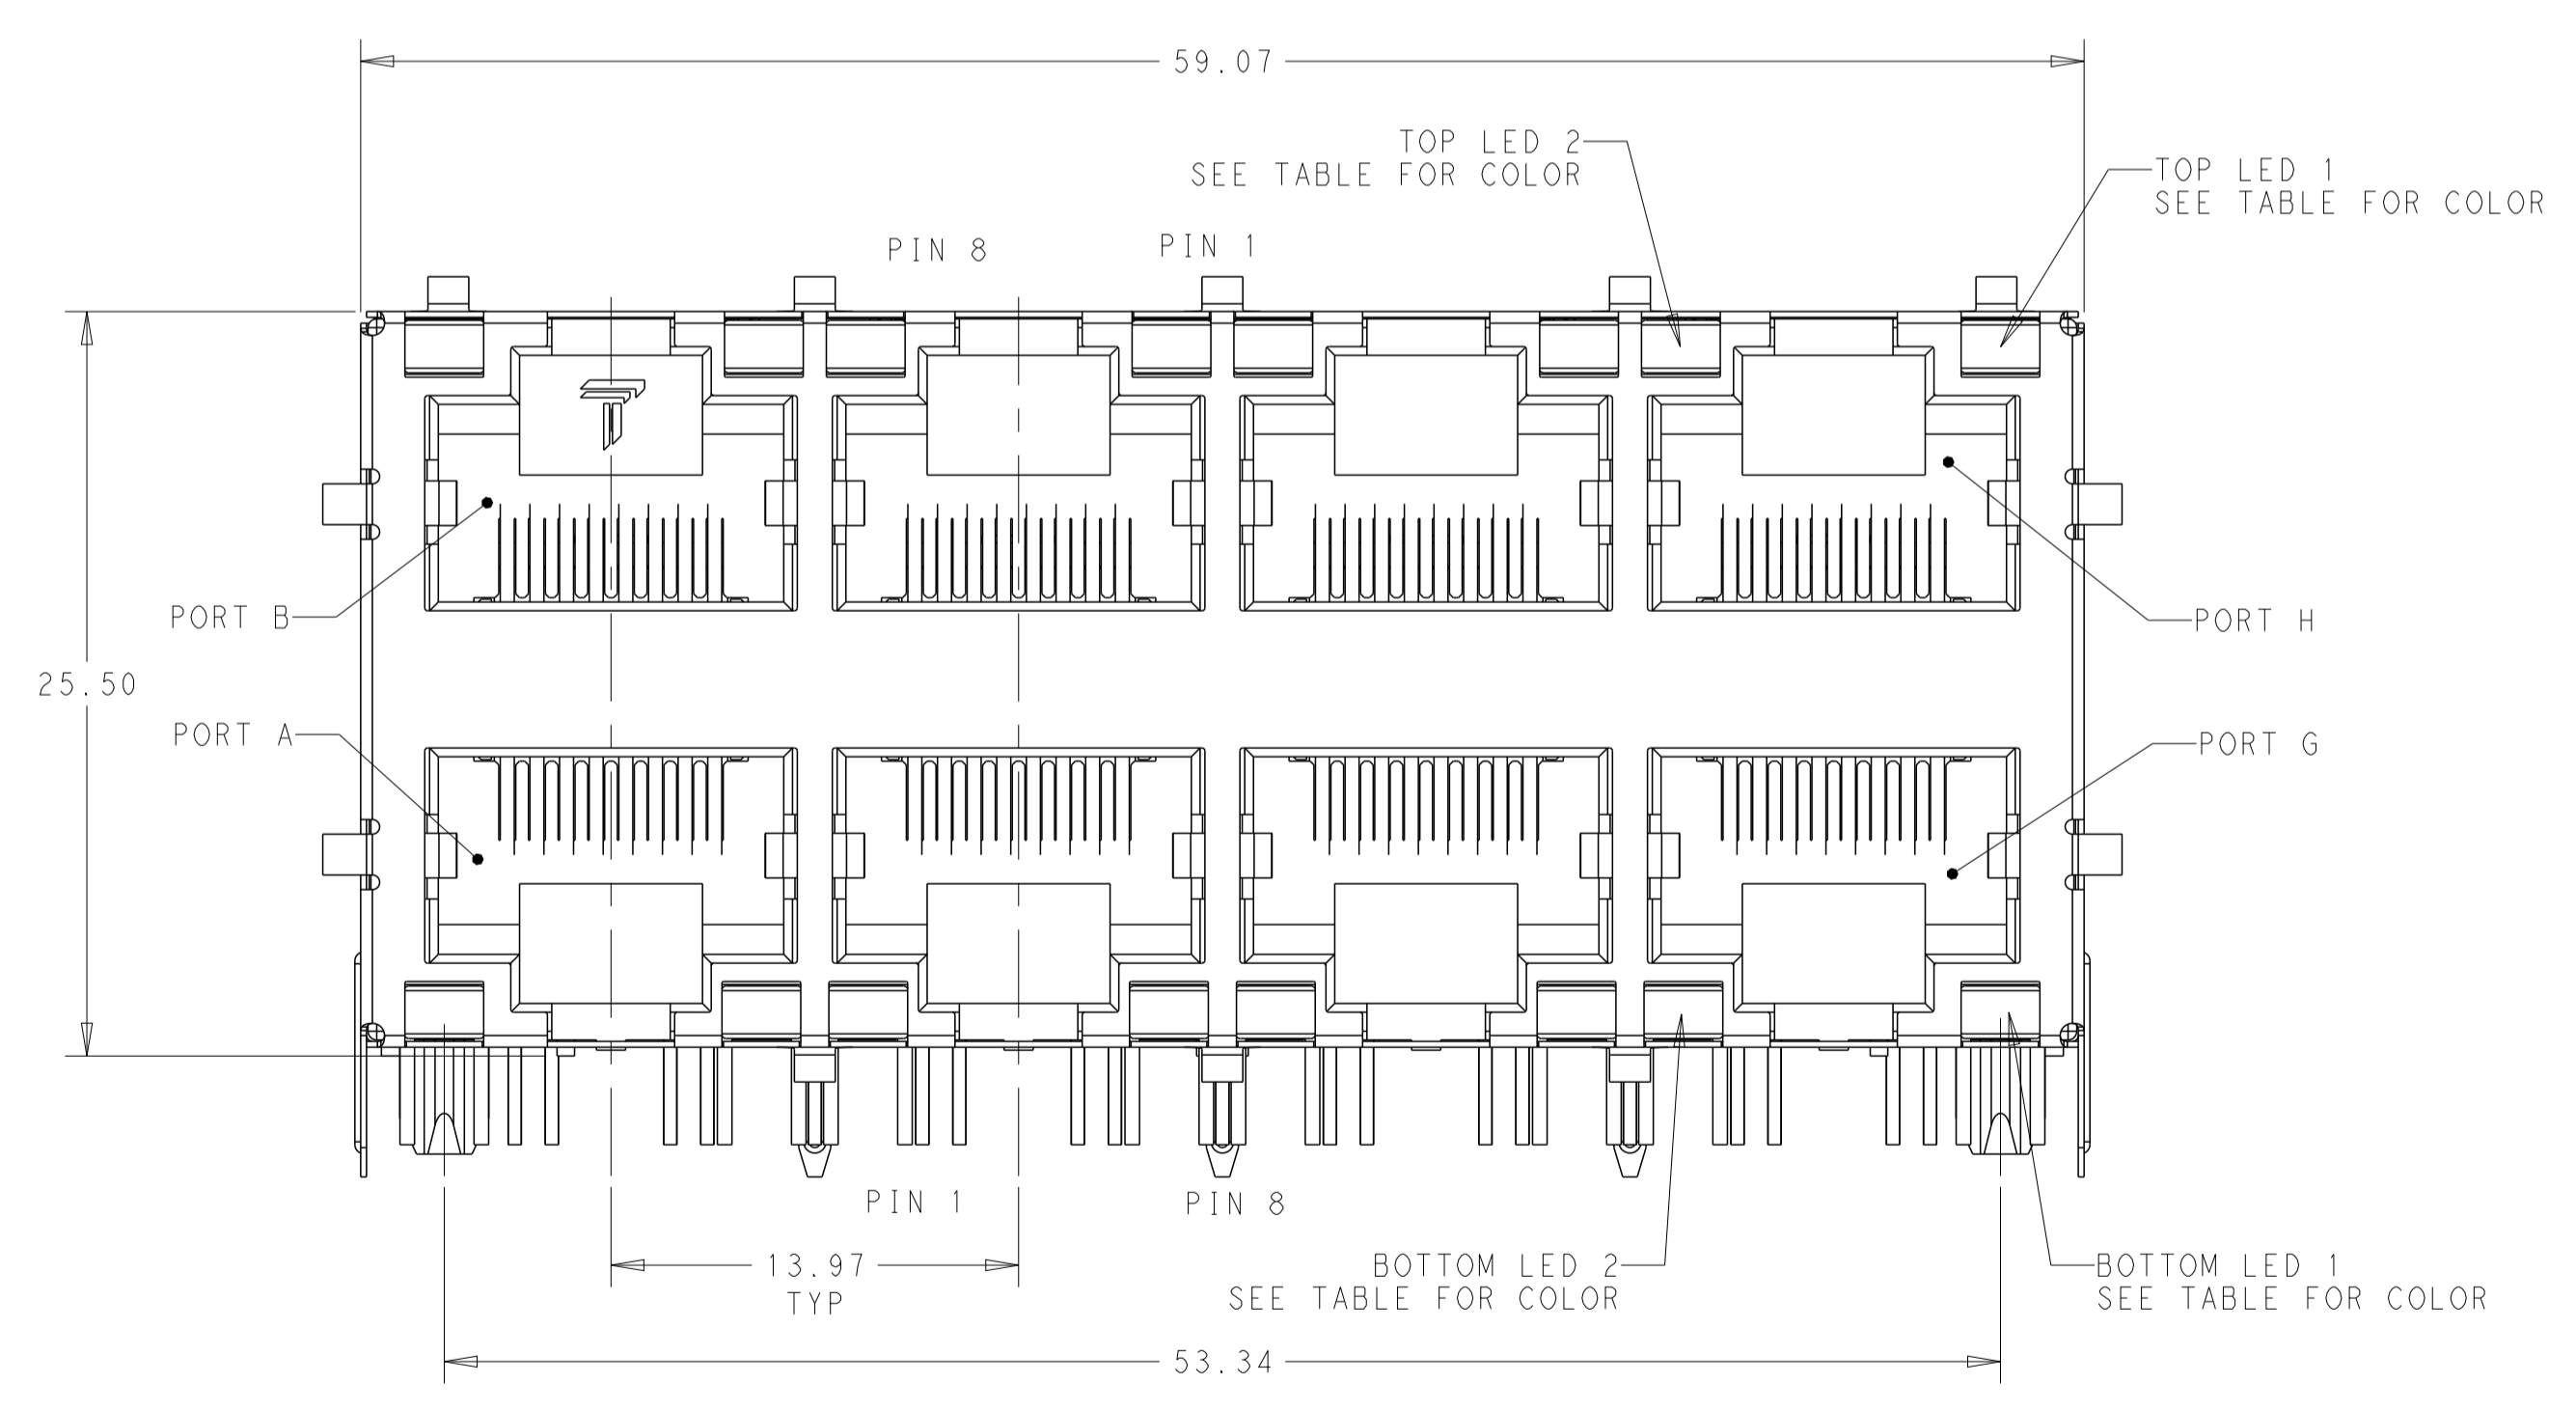 59.07
TOP LED 2
SEE TABLE FOR COLOR
TOP LED 1
SEE TABLE FOR COLOR
PIN 8
PIN 1
PORT B
PORT H
25.50
PORT A
PORT G
PIN 1
PIN 8
13.97
TYP
BOTTOM LED 2
SEE TABLE FOR COLOR
BOTTOM LED 1
SEE TABLE FOR COLOR
53.34